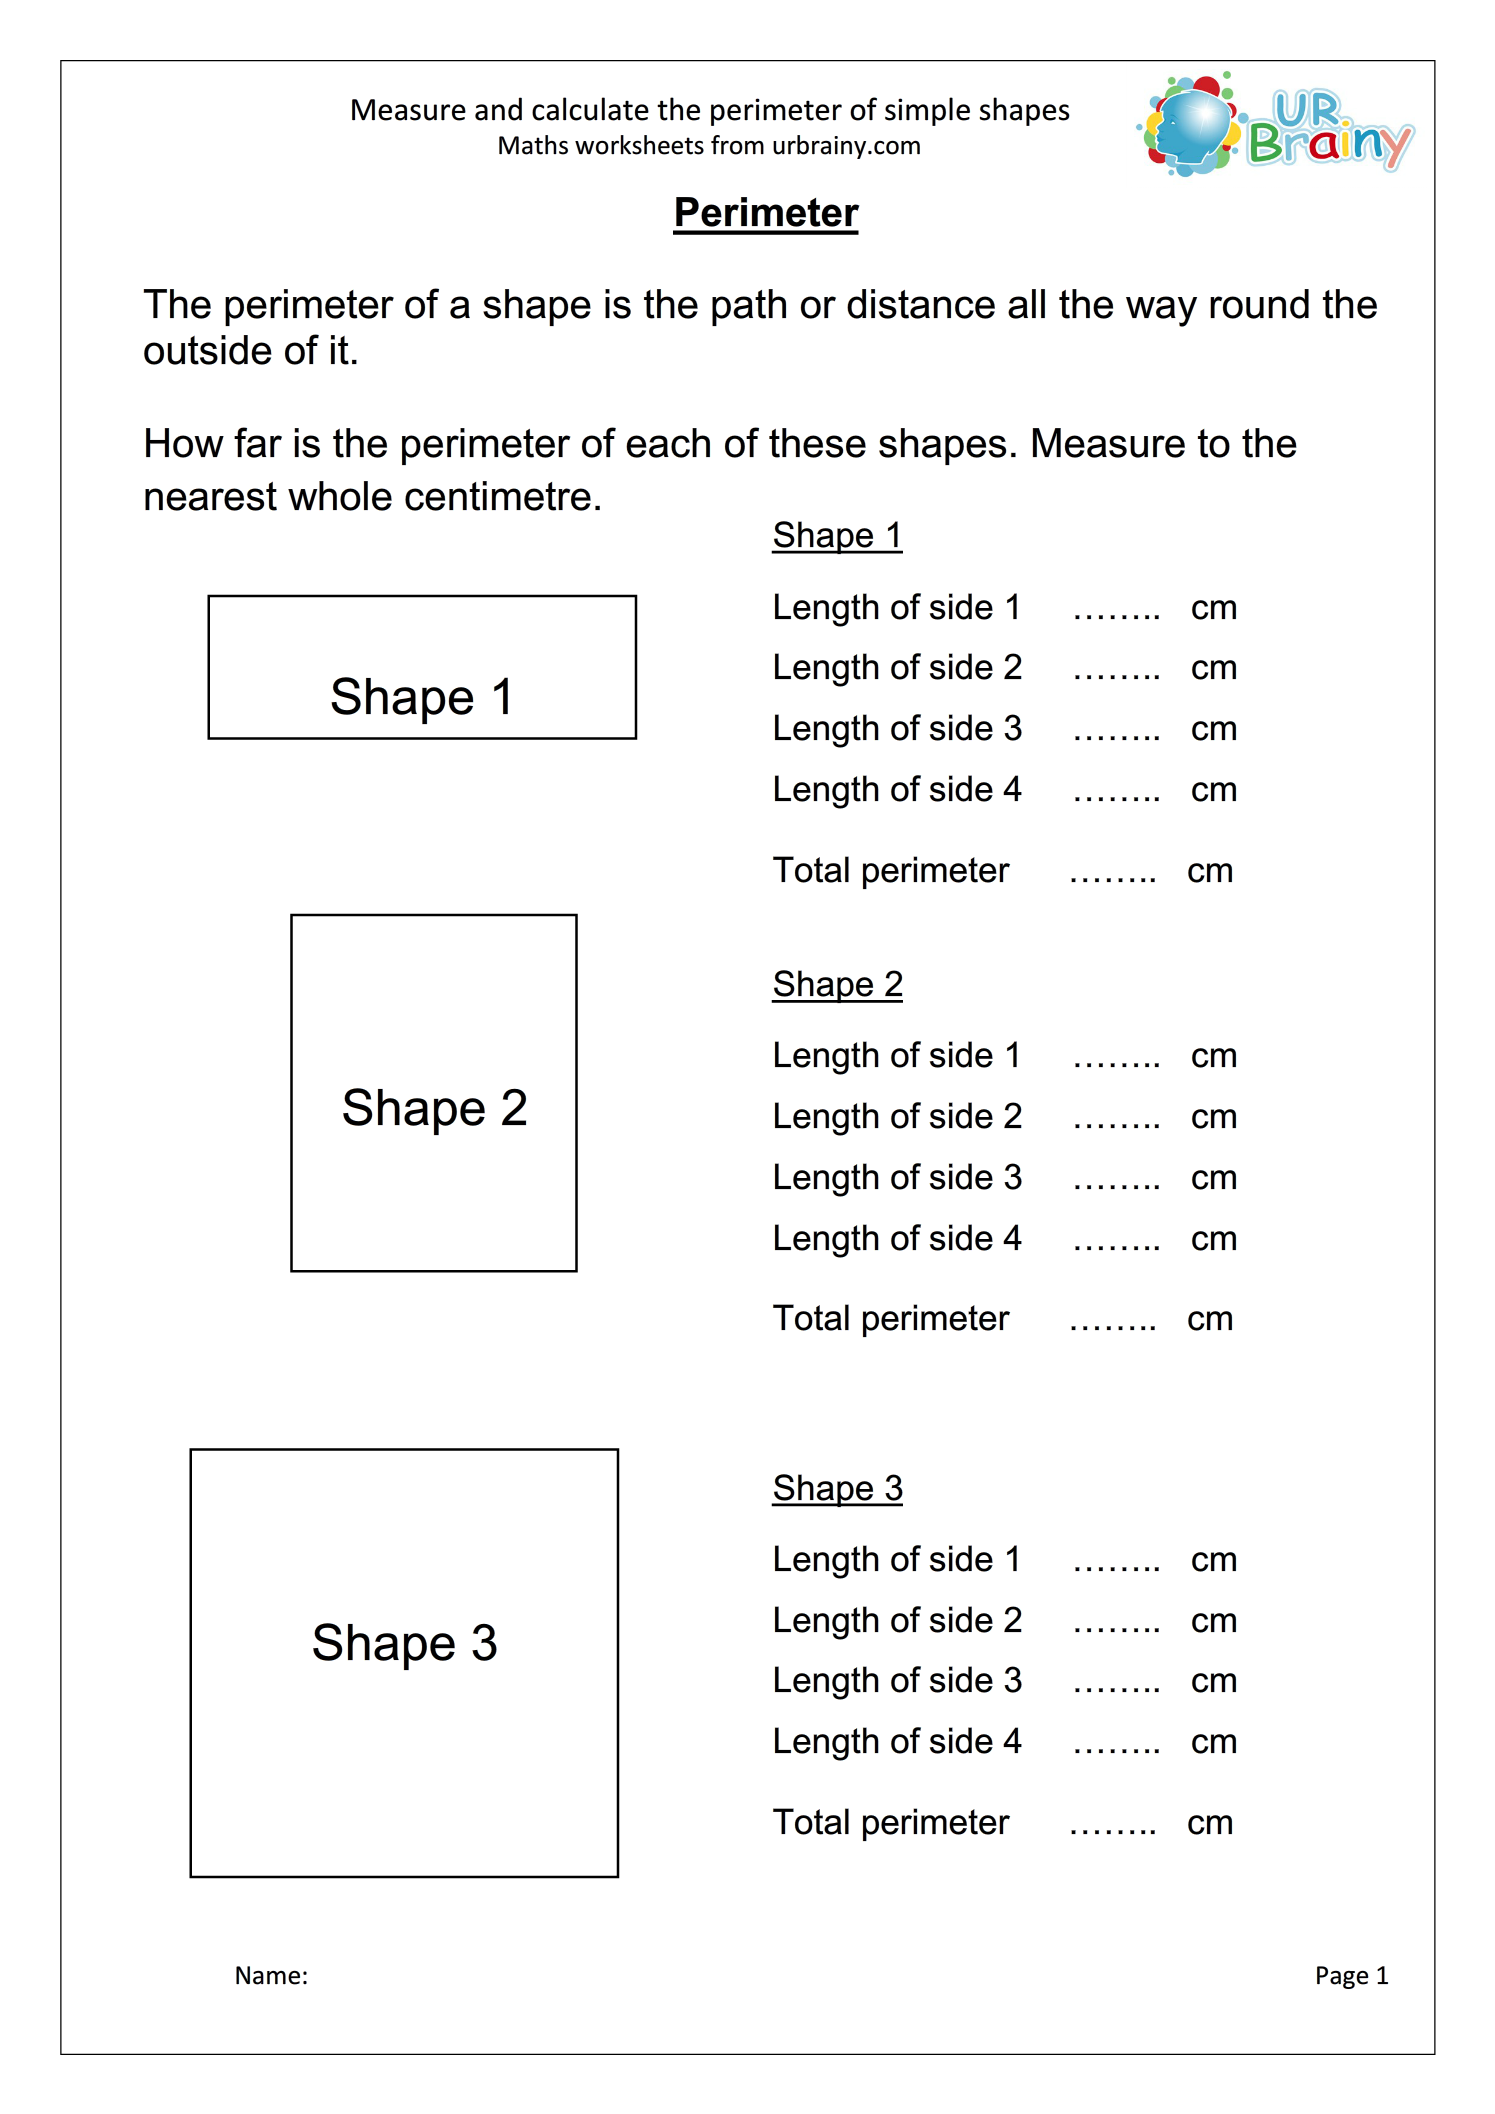 Measure and calculate the perimeter of simple shapes
Maths worksheets from urbrainy.com
UR
Brainy
Perimeter
The perimeter of a shape is the path or distance all the way round the
outside of it.
How far is the perimeter of each of these shapes. Measure to the
nearest whole centimetre.
Shape 1
Shape 1
Length of side 1 …….. cm
Length of side 2 …….. cm
Length of side 3 …….. cm
Length of side 4 …….. cm
Total perimeter …….. cm
Shape 2
Shape 2
Length of side 1 …….. cm
Length of side 2 …….. cm
Length of side 3 …….. cm
Length of side 4 …….. cm
Total perimeter …….. cm
Shape 3
Shape 3
Length of side 1 …….. cm
Length of side 2 …….. cm
Length of side 3 …….. cm
Length of side 4 …….. cm
Total perimeter …….. cm
Name:
Page 1